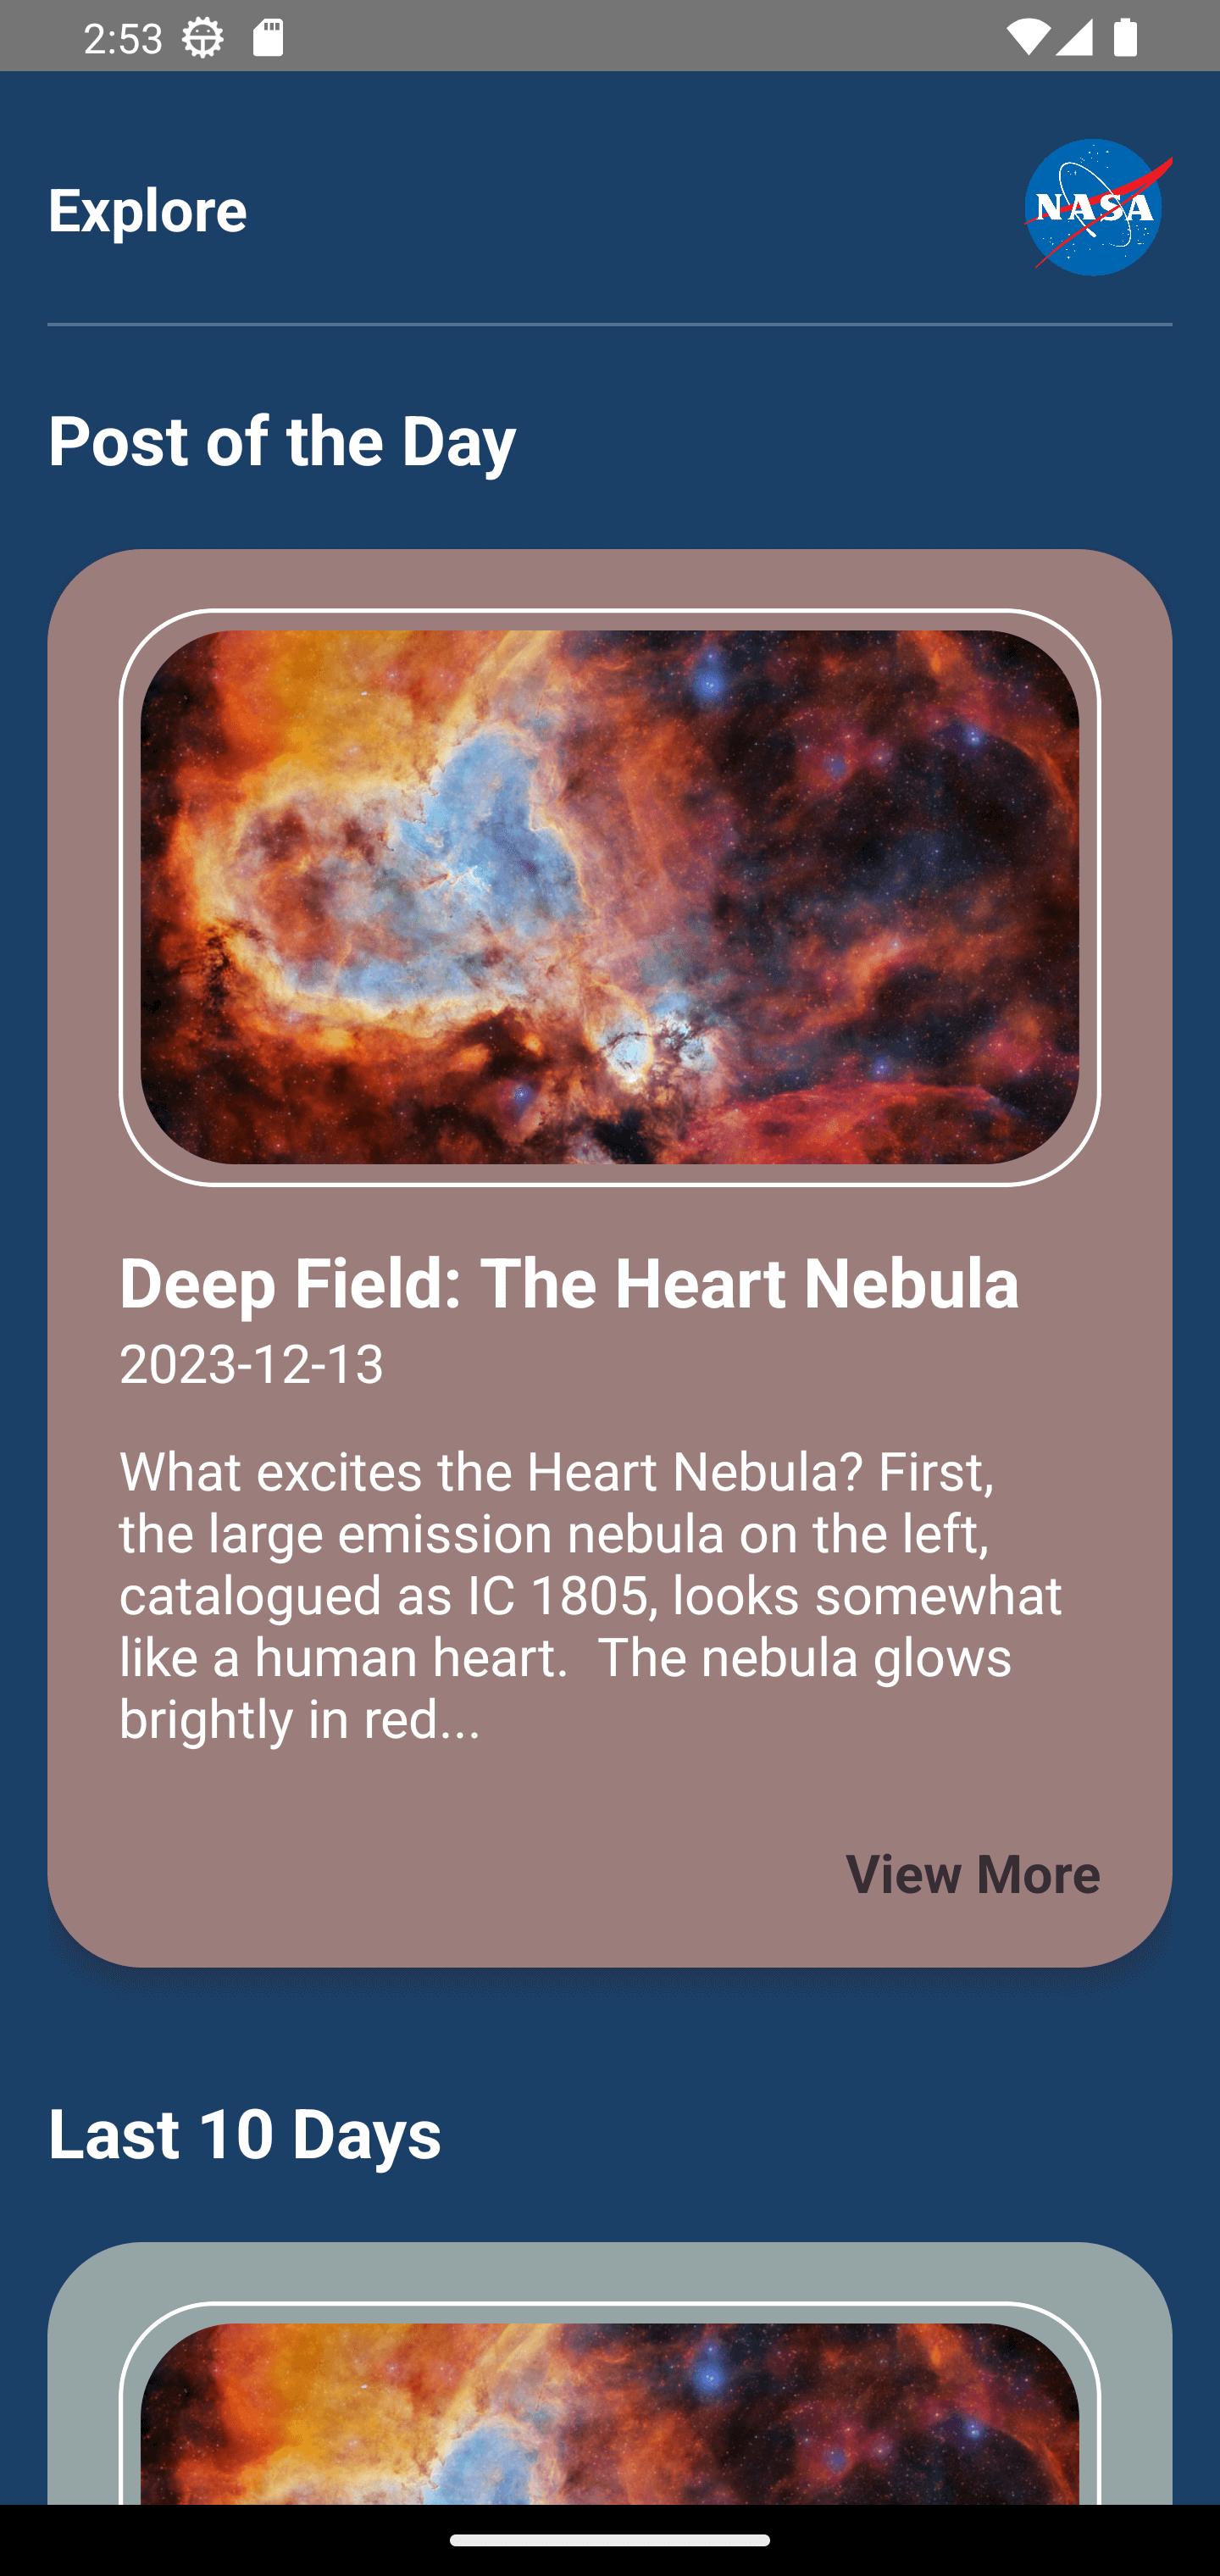 2:53
Explore
NASA
Post of the Day
Deep Field: The Heart Nebula
2023-12-13
What excites the Heart Nebula? First,
the large emission nebula on the left,
catalogued as IC 1805, looks somewhat
like a human heart.  The nebula glows
brightly in red...
View More
Last 10 Days